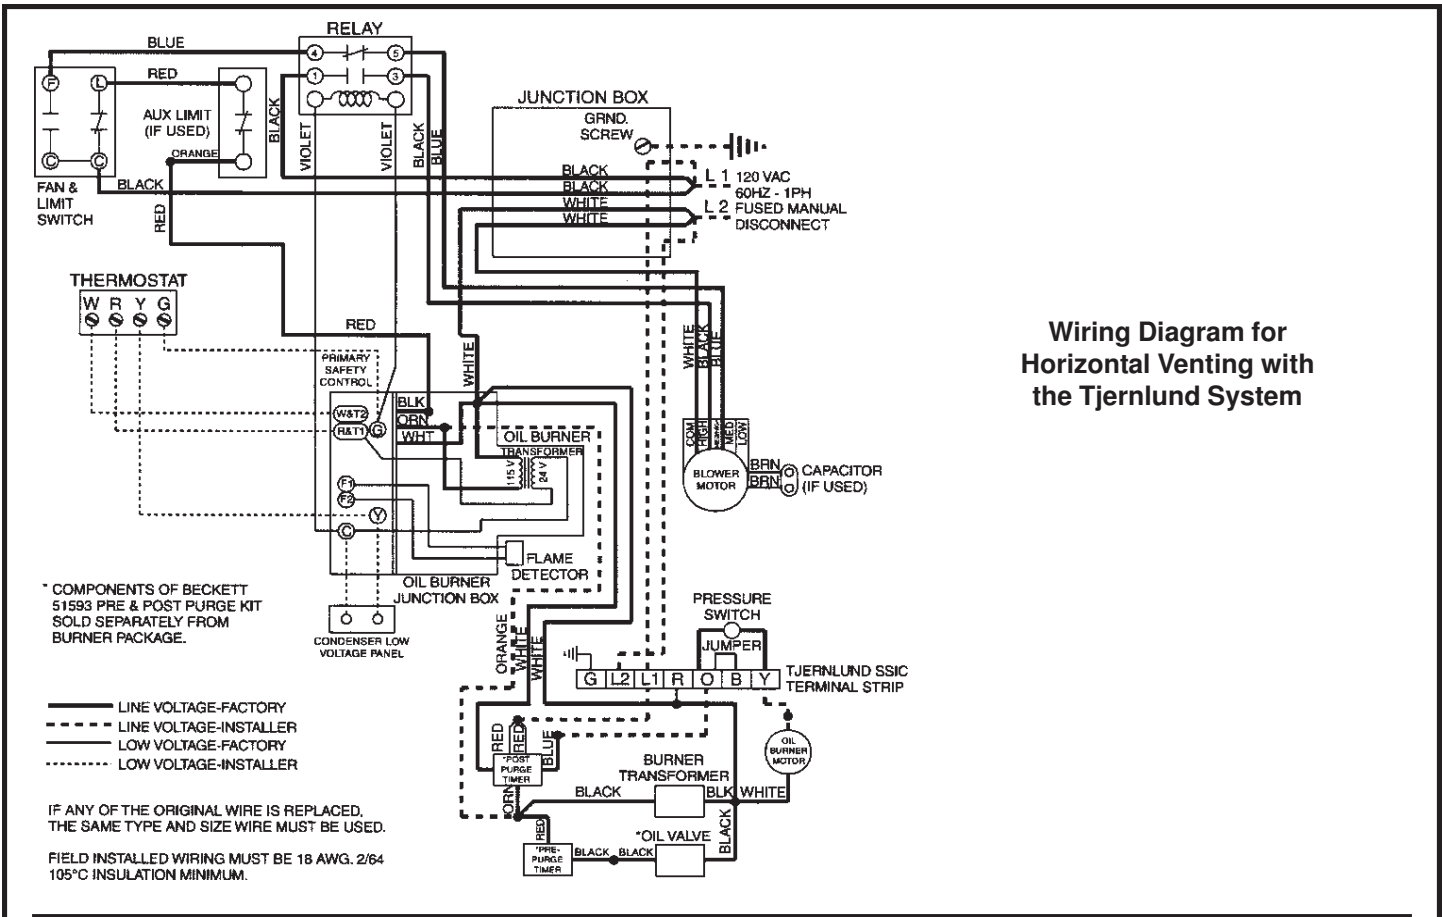 RELAY
BLUE
4
5
F
L
RED
1
3
JUNCTION BOX
GRND.
SCREW
AUX LIMIT
(IF USED)
BLACK
VIOLET
VIOLET
BLACK
BLUE
ORANGE
C
C
FAN &
LIMIT
SWITCH
BLACK
RED
BLACK
BLACK
WHITE
WHITE
L 1 120 VAC
60HZ - 1PH
L 2 FUSED MANUAL
DISCONNECT
THERMOSTAT
W R Y G
RED
WHITE
WHITE
BLACK
BLUE
Wiring Diagram for
Horizontal Venting with
the Tjernlund System
PRIMARY
SAFETY
CONTROL
BLK
ORN
WHT
W&T2
R&T1
G
OIL BURNER
TRANSFORMER
115 V
24 V
COM
HIGH
MED
LOW
BLOWER
MOTOR
BRN
BRN
CAPACITOR
(IF USED)
F1
F2
Y
C
FLAME
DETECTOR
OIL BURNER
JUNCTION BOX
* COMPONENTS OF BECKETT
51593 PRE & POST PURGE KIT
SOLD SEPARATELY FROM
BURNER PACKAGE.
CONDENSER LOW
VOLTAGE PANEL
ORANGE
WHITE
WHITE
PRESSURE
SWITCH
JUMPER
G L2 L1 R O B Y
TJERNLUND SSIC
TERMINAL STRIP
LINE VOLTAGE-FACTORY
LINE VOLTAGE-INSTALLER
LOW VOLTAGE-FACTORY
LOW VOLTAGE-INSTALLER
RED
RED
BLUE
*POST
PURGE
TIMER
ORN
BURNER
TRANSFORMER
OIL
BURNER
MOTOR
BLACK
BLK
WHITE
RED
*OIL VALVE
BLACK
*PRE-
PURGE
TIMER
BLACK
BLACK
IF ANY OF THE ORIGINAL WIRE IS REPLACED,
THE SAME TYPE AND SIZE WIRE MUST BE USED.
FIELD INSTALLED WIRING MUST BE 18 AWG. 2/64
105°C INSULATION MINIMUM.